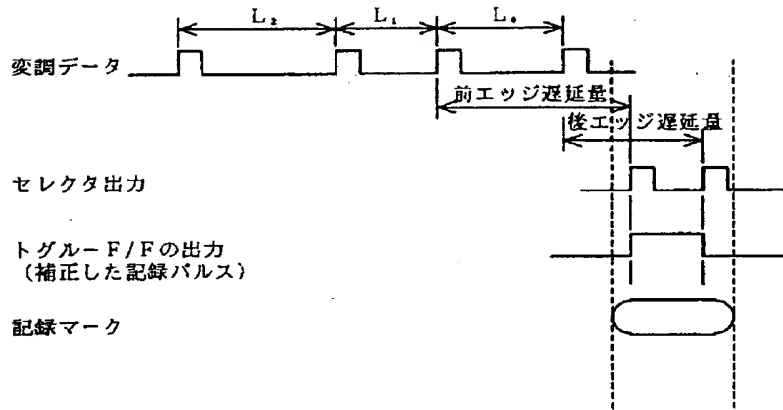 L₂ L₁ L₀
変調データ
前エッジ遅延量
後エッジ遅延量
セレクタ出力
トグルーF/Fの出力
(補正した記録パルス)
記録マーク